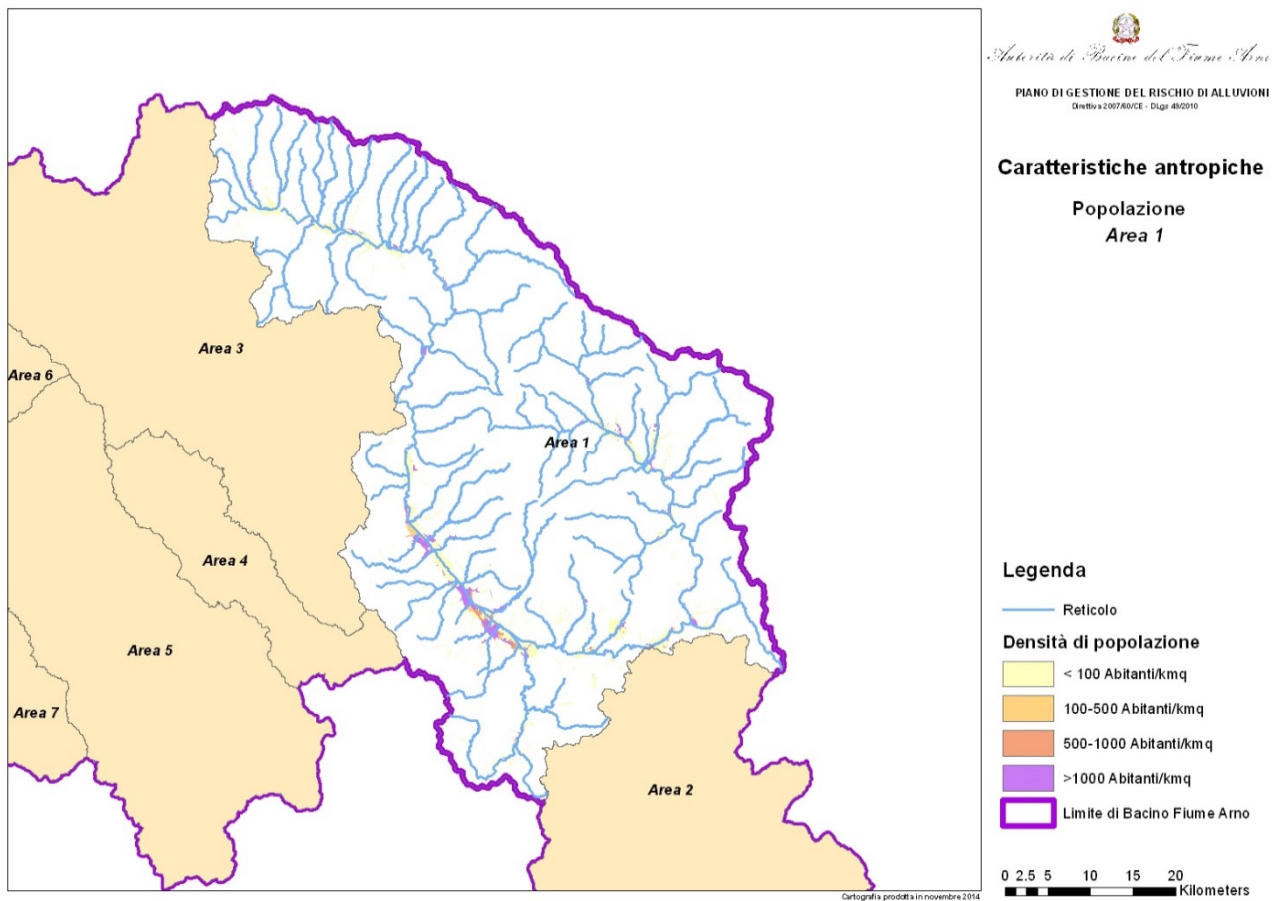 Autorità di Bacino del Fiume Arno
PIANO DI GESTIONE DEL RISCHIO DI ALLUVIONI
Direttiva 2007/60/CE - DLgs 49/2010
Caratteristiche antropiche
Popolazione
Area 1
Area 3
Area 6
Area 1
Area 4
Area 5
Area 7
Area 2
Legenda
Reticolo
Densità di popolazione
< 100 Abitanti/kmq
100-500 Abitanti/kmq
500-1000 Abitanti/kmq
>1000 Abitanti/kmq
Limite di Bacino Fiume Arno
0 2.5 5 10 15 20
Kilometers
Cartografia prodotta in novembre 2014